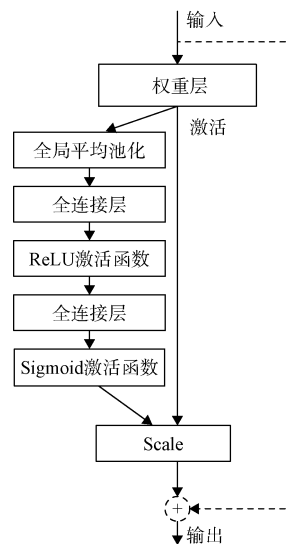 输入
权重层
激活
全局平均池化
全连接层
ReLU激活函数
全连接层
Sigmoid激活函数
Scale
+
输出